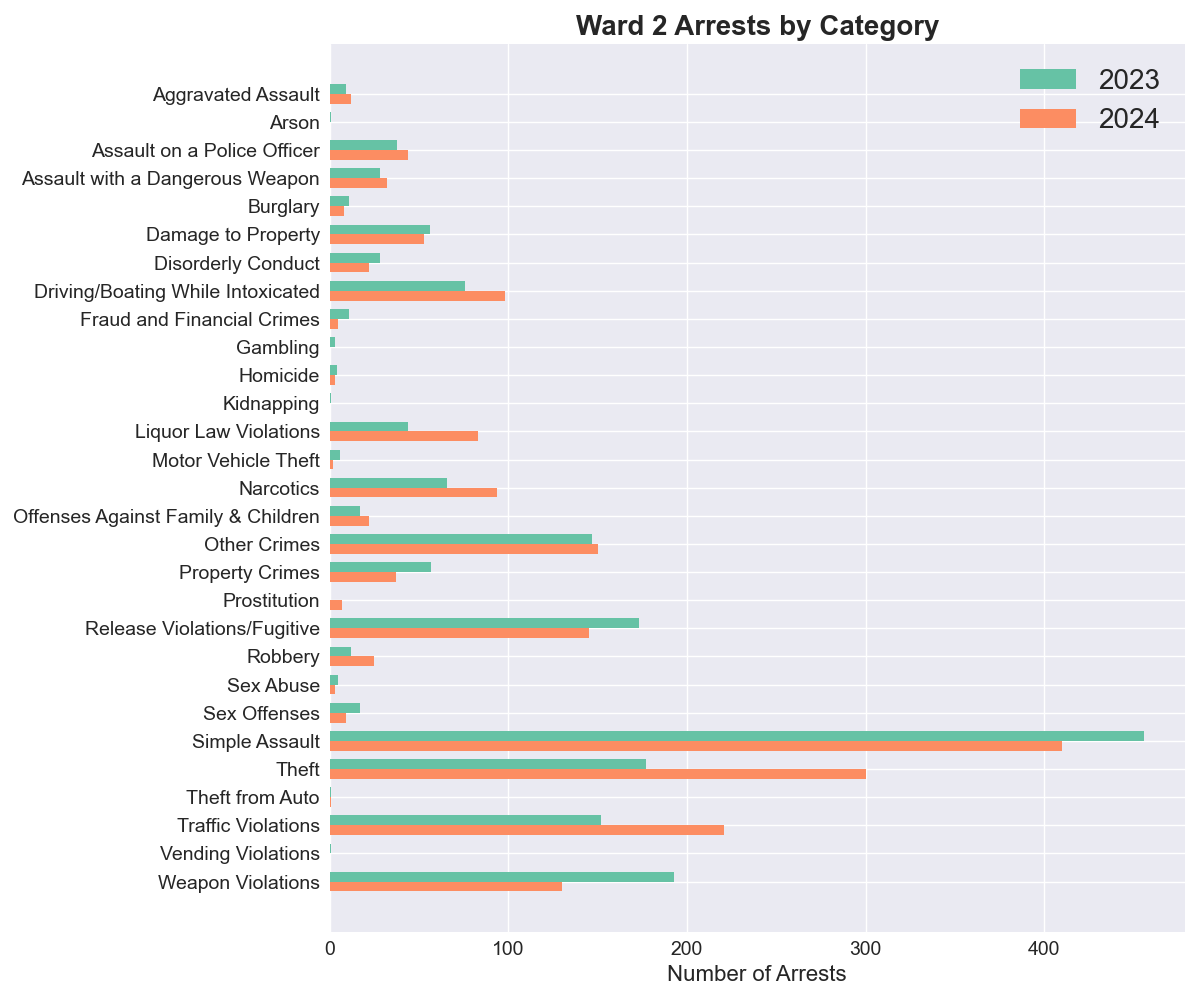 Ward 2 Arrests by Category
2023
2024
Aggravated Assault
Arson
Assault on a Police Officer
Assault with a Dangerous Weapon
Burglary
Damage to Property
Disorderly Conduct
Driving/Boating While Intoxicated
Fraud and Financial Crimes
Gambling
Homicide
Kidnapping
Liquor Law Violations
Motor Vehicle Theft
Narcotics
Offenses Against Family & Children
Other Crimes
Property Crimes
Prostitution
Release Violations/Fugitive
Robbery
Sex Abuse
Sex Offenses
Simple Assault
Theft
Theft from Auto
Traffic Violations
Vending Violations
Weapon Violations
0 100 200 300 400
Number of Arrests